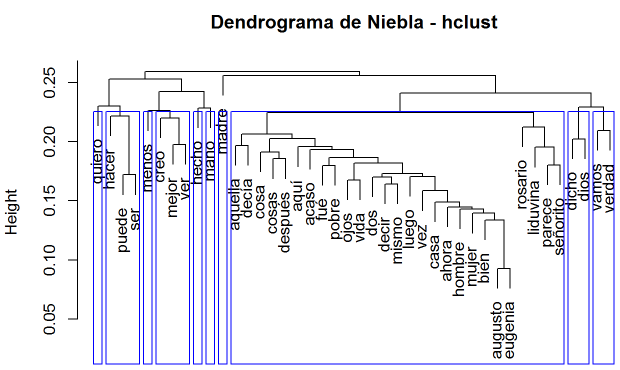 Dendrograma de Niebla - hclust
Height
0.25
0.20
0.15
0.10
0.05
quiero
hacer
puede
ser
menos
creo
mejor
ver
hecho
mano
madre
aquella
decía
cosa
cosas
después
aquí
acaso
fue
pobre
ojos
vida
dos
decir
mismo
luego
vez
casa
ahora
hombre
mujer
bien
augusto
eugenia
rosario
liduvina
parece
señorito
dicho
dios
vamos
verdad